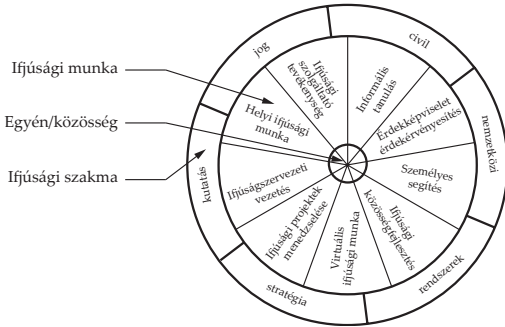 Ifjúsági munka
Egyén/közösség
Ifjúsági szakma
jog
civil
nemzetközi
rendszerek
stratégia
kutatás
Ifjúsági
szolgáltató
tevékenység
Informális
tanulás
Érdekképviselet
érdekérvényesítés
Személyes
segítés
Ifjúsági
közösségfejlesztés
Virtuális
ifjúsági munka
Ifjúsági projektek
menedzselése
Ifjúságszervezeti
vezetés
Helyi ifjúsági
munka